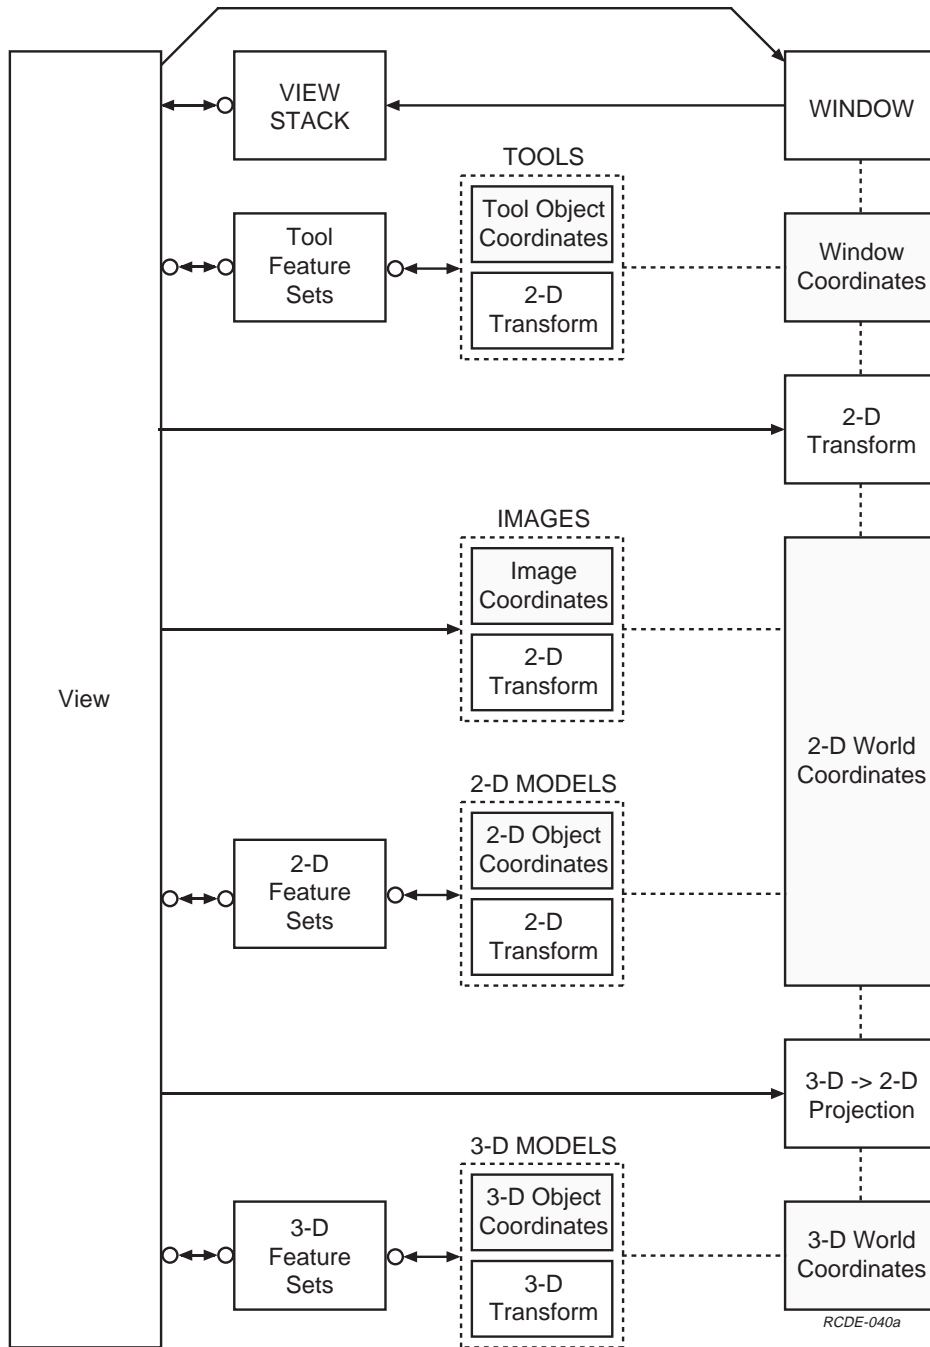 VIEW
STACK
WINDOW
TOOLS
Tool Object
Coordinates
2-D
Transform
Tool
Feature
Sets
Window
Coordinates
2-D
Transform
IMAGES
Image
Coordinates
2-D
Transform
View
2-D World
Coordinates
2-D MODELS
2-D Object
Coordinates
2-D
Transform
2-D
Feature
Sets
3-D -> 2-D
Projection
3-D MODELS
3-D Object
Coordinates
3-D
Transform
3-D
Feature
Sets
3-D World
Coordinates
RCDE-040a